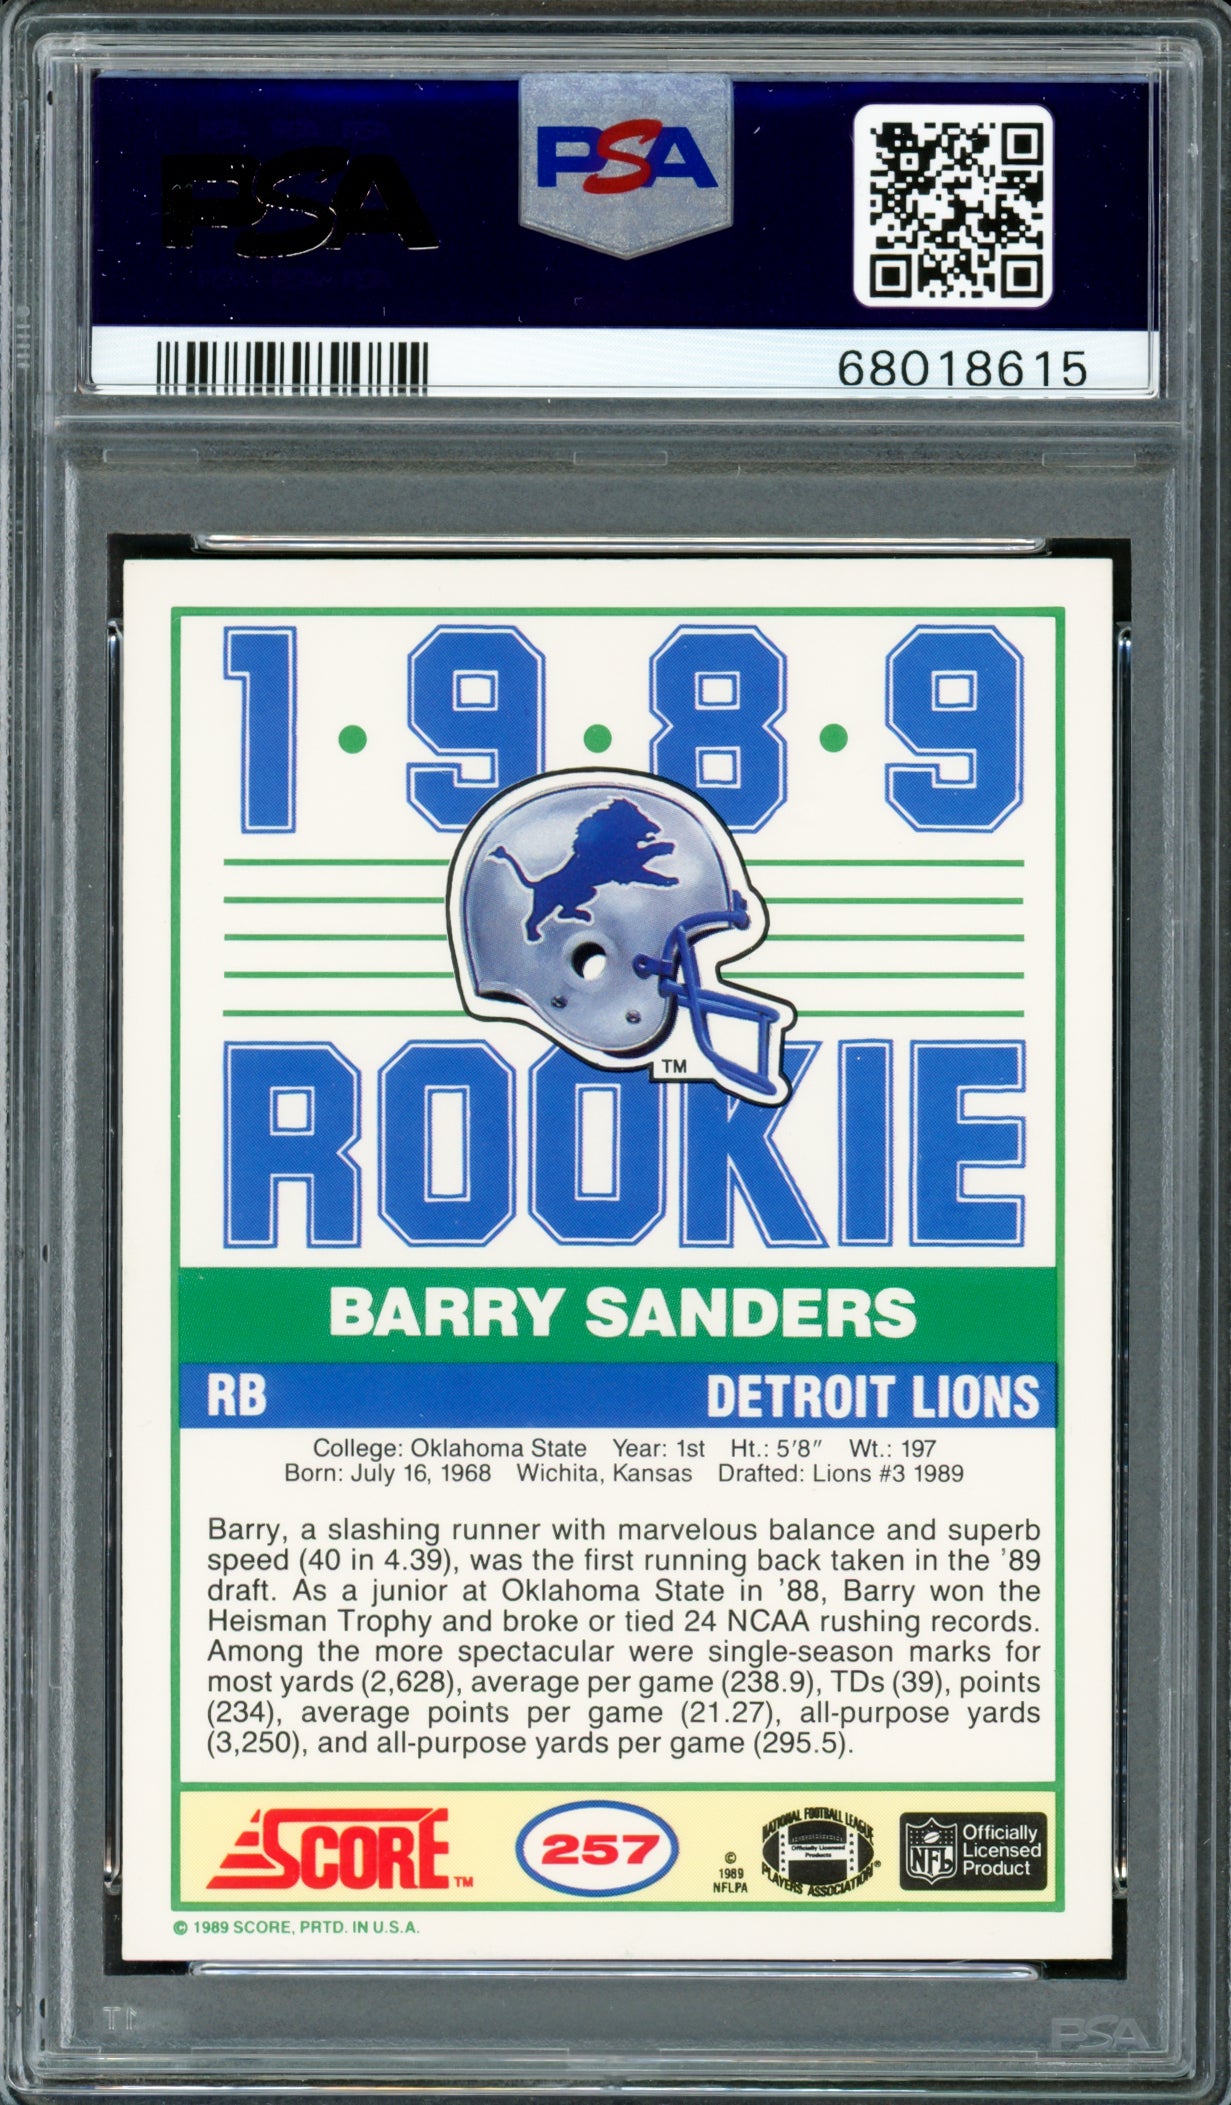 PSA
PSA
68018615
1•9•8•9
TM
ROOKIE
BARRY SANDERS
RB DETROIT LIONS
College: Oklahoma State Year: 1st Ht.: 5'8" Wt.: 197
Born: July 16, 1968 Wichita, Kansas Drafted: Lions #3 1989
Barry, a slashing runner with marvelous balance and superb
speed (40 in 4.39), was the first running back taken in the '89
draft. As a junior at Oklahoma State in '88, Barry won the
Heisman Trophy and broke or tied 24 NCAA rushing records.
Among the more spectacular were single-season marks for
most yards (2,628), average per game (238.9), TDs (39), points
(234), average points per game (21.27), all-purpose yards
(3,250), and all-purpose yards per game (295.5).
SCORE™
257
©
1989
NFLPA
NATIONAL FOOTBALL LEAGUE
Officially Licensed
Products
PLAYERS ASSOCIATION®
NFL
Officially
Licensed
Product
© 1989 SCORE, PRTD. IN U.S.A.
PSA